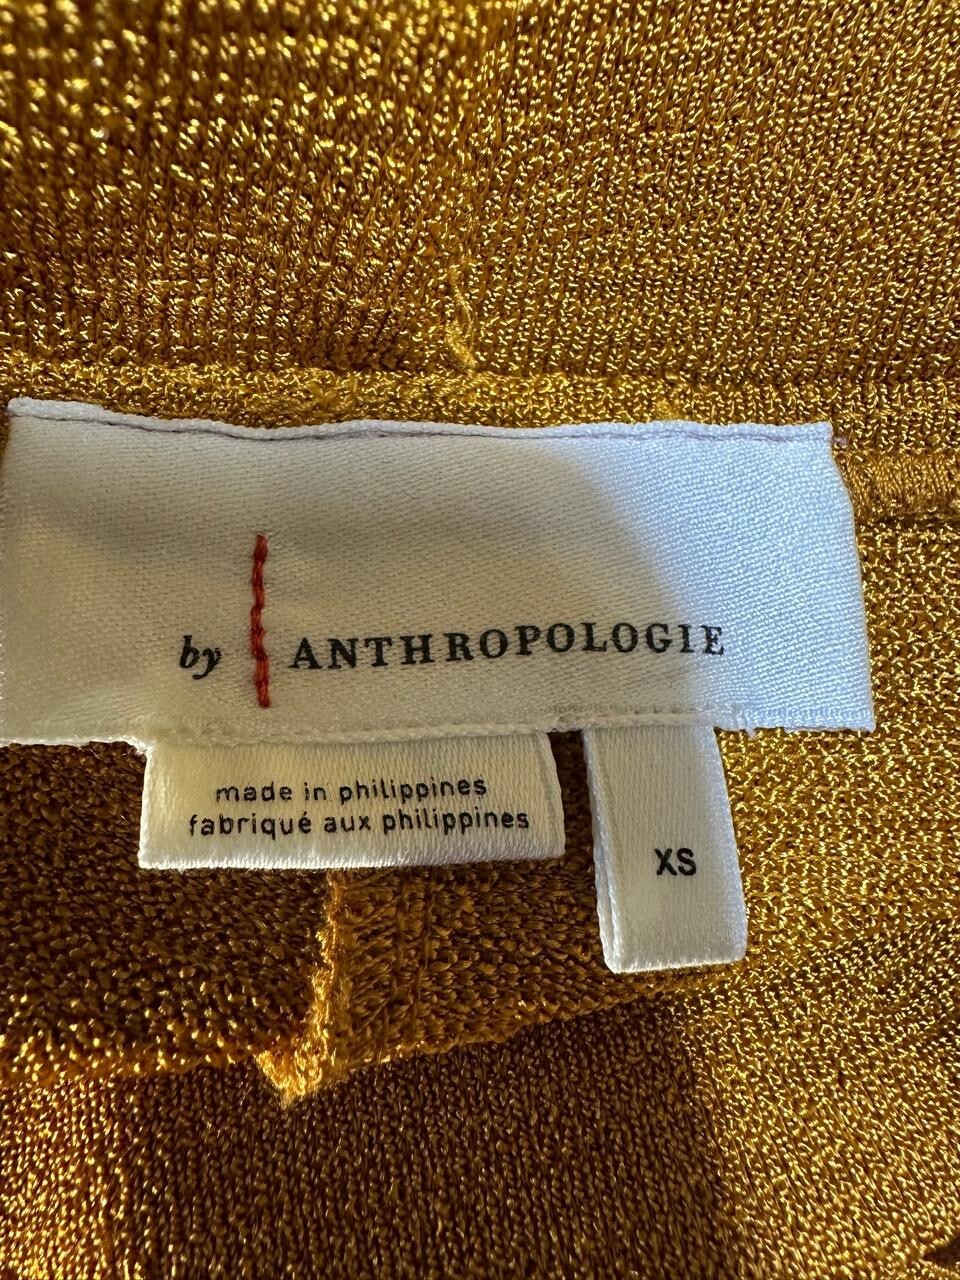 by ANTHROPOLOGIE
made in philippines
fabriqué aux philippines
XS